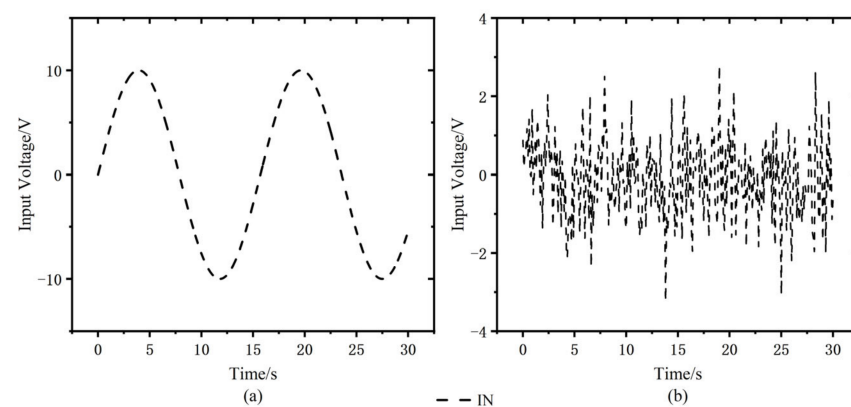 10
0
−10
Input Voltage/V
0 5 10 15 20 25 30
Time/s
(a)
4
2
0
−2
−4
Input Voltage/V
0 5 10 15 20 25 30
Time/s
(b)
IN